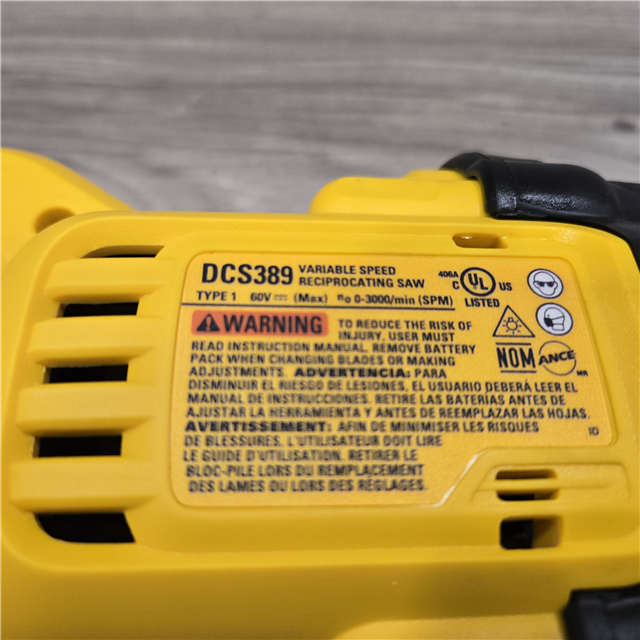 DCS389 VARIABLE SPEED RECIPROCATING SAW
TYPE 1 60V⎓ (Max) no 0-3000/min (SPM)
406A
C UL US
LISTED
WARNING TO REDUCE THE RISK OF
INJURY, USER MUST
READ INSTRUCTION MANUAL. REMOVE BATTERY
PACK WHEN CHANGING BLADES OR MAKING
ADJUSTMENTS. ADVERTENCIA: PARA
DISMINUIR EL RIESGO DE LESIONES, EL USUARIO DEBERÁ LEER EL
MANUAL DE INSTRUCCIONES. RETIRE LAS BATERÍAS ANTES DE
AJUSTAR LA HERRAMIENTA Y ANTES DE REEMPLAZAR LAS HOJAS.
AVERTISSEMENT: AFIN DE MINIMISER LES RISQUES
DE BLESSURES, L'UTILISATEUR DOIT LIRE
LE GUIDE D'UTILISATION. RETIRER LE
BLOC-PILE LORS DU REMPLACEMENT
DES LAMES OU LORS DES RÉGLAGES.
NOM ANCE
MR
ID